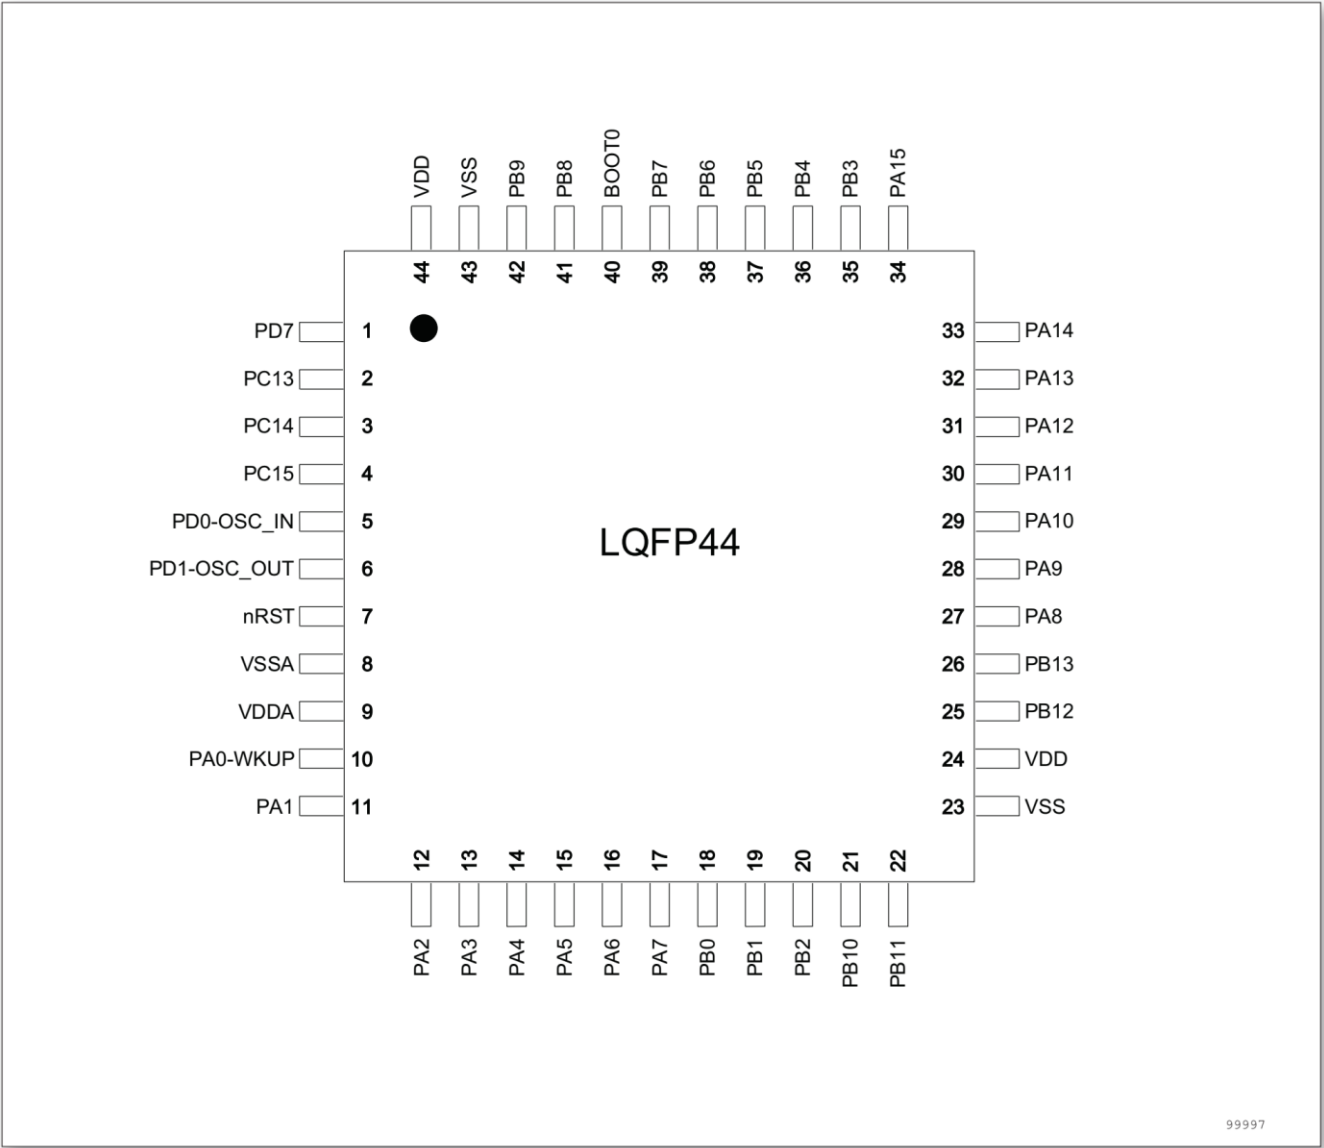 VDD VSS PB9 PB8 BOOT0 PB7 PB6 PB5 PB4 PB3 PA15
44 43 42 41 40 39 38 37 36 35 34
PD7 1 33 PA14
PC13 2 32 PA13
PC14 3 31 PA12
PC15 4 30 PA11
PD0-OSC_IN 5 29 PA10
LQFP44
PD1-OSC_OUT 6 28 PA9
nRST 7 27 PA8
VSSA 8 26 PB13
VDDA 9 25 PB12
PA0-WKUP 10 24 VDD
PA1 11 23 VSS
12 13 14 15 16 17 18 19 20 21 22
PA2 PA3 PA4 PA5 PA6 PA7 PB0 PB1 PB2 PB10 PB11
99997